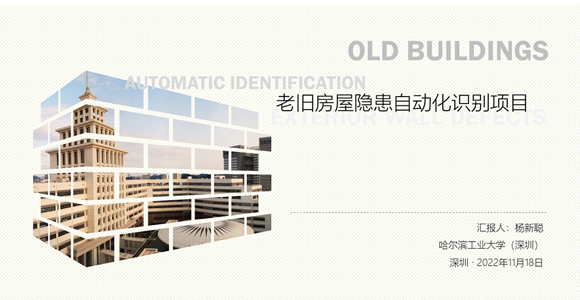 OLD BUILDINGS
AUTOMATIC IDENTIFICATION
老旧房屋隐患自动化识别项目
EXTERIOR WALL DEFECTS
汇报人：杨新聪
哈尔滨工业大学（深圳）
深圳 · 2022年11月18日